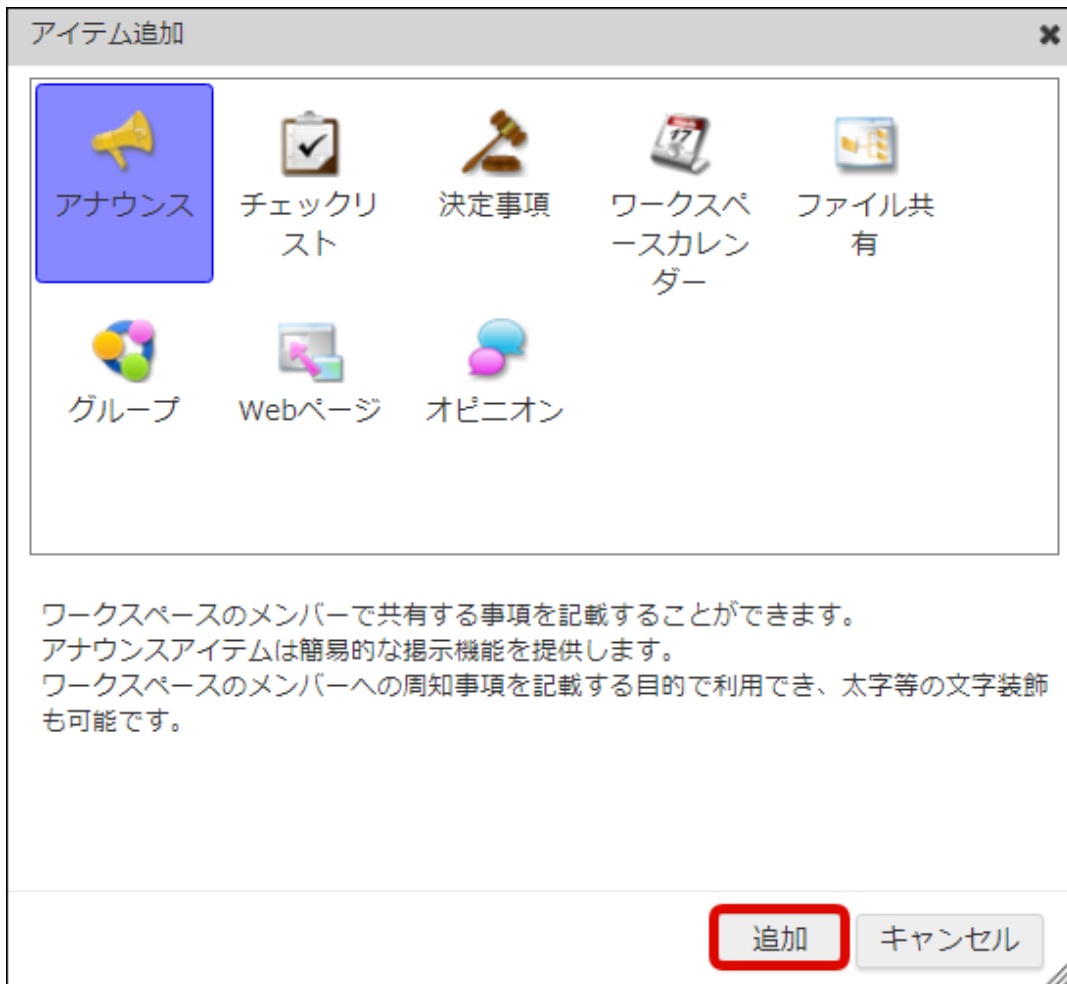 アイテム追加
アナウンス
チェックリ
スト
決定事項
ワークスペ
ースカレン
ダー
ファイル共
有
グループ
Webページ
オピニオン
ワークスペースのメンバーで共有する事項を記載することができます。
アナウンスアイテムは簡易的な掲示機能を提供します。
ワークスペースのメンバーへの周知事項を記載する目的で利用でき、太字等の文字装飾
も可能です。
追加
キャンセル